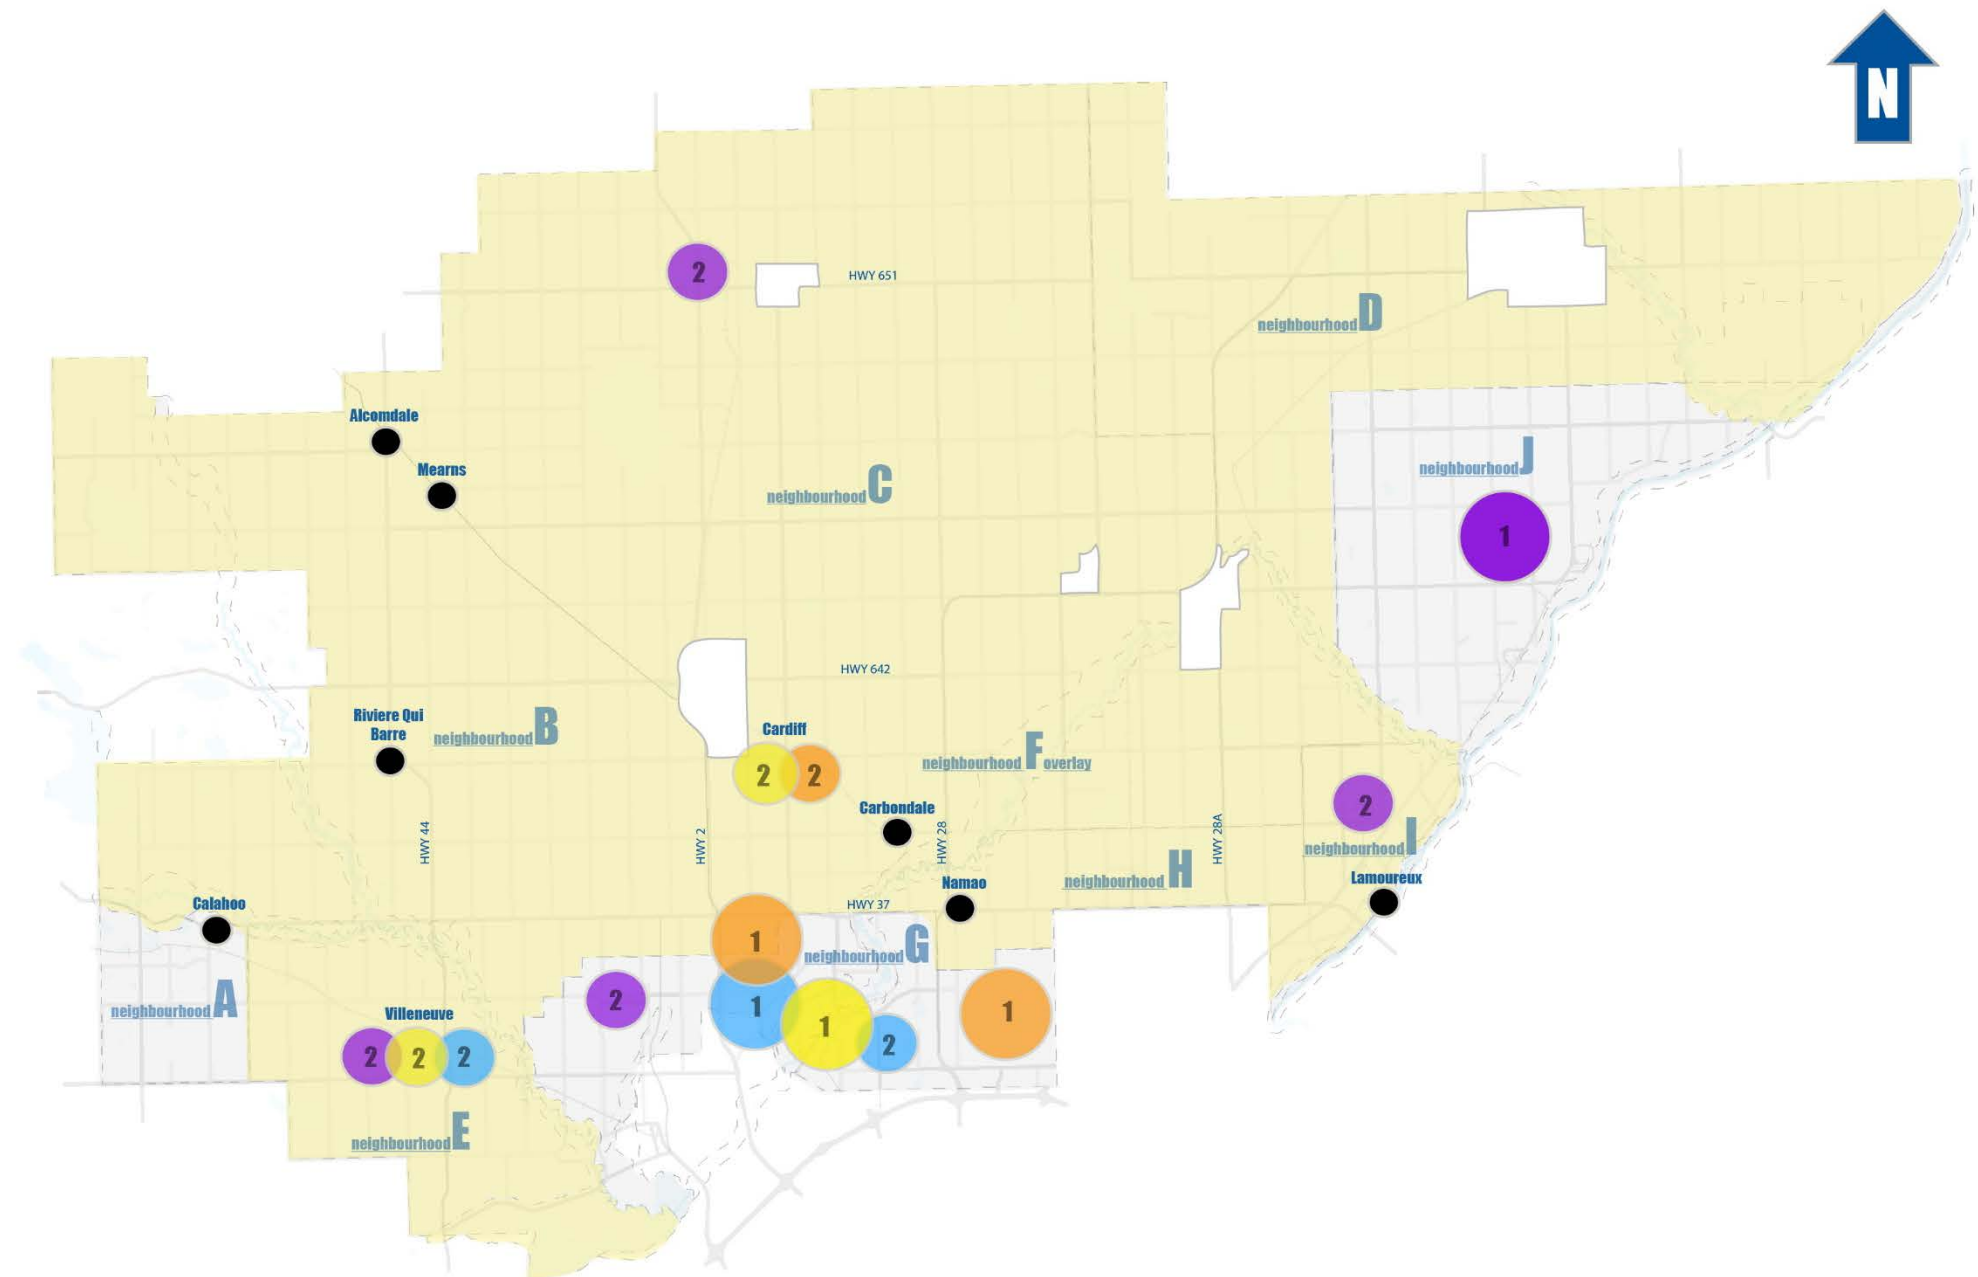 N
2
HWY 651
neighbourhood D
Alcomdale
Mearns
neighbourhood C
neighbourhood J
1
HWY 642
Riviere Qui
Barre
neighbourhood B
Cardiff
2
2
neighbourhood F overlay
Carbondale
2
HWY 44
HWY 2
HWY 28
HWY 28A
neighbourhood I
neighbourhood H
Namao
Lamoureux
Calahoo
HWY 37
1
neighbourhood G
neighbourhood A
2
1
1
2
1
Villeneuve
2
2
2
neighbourhood E